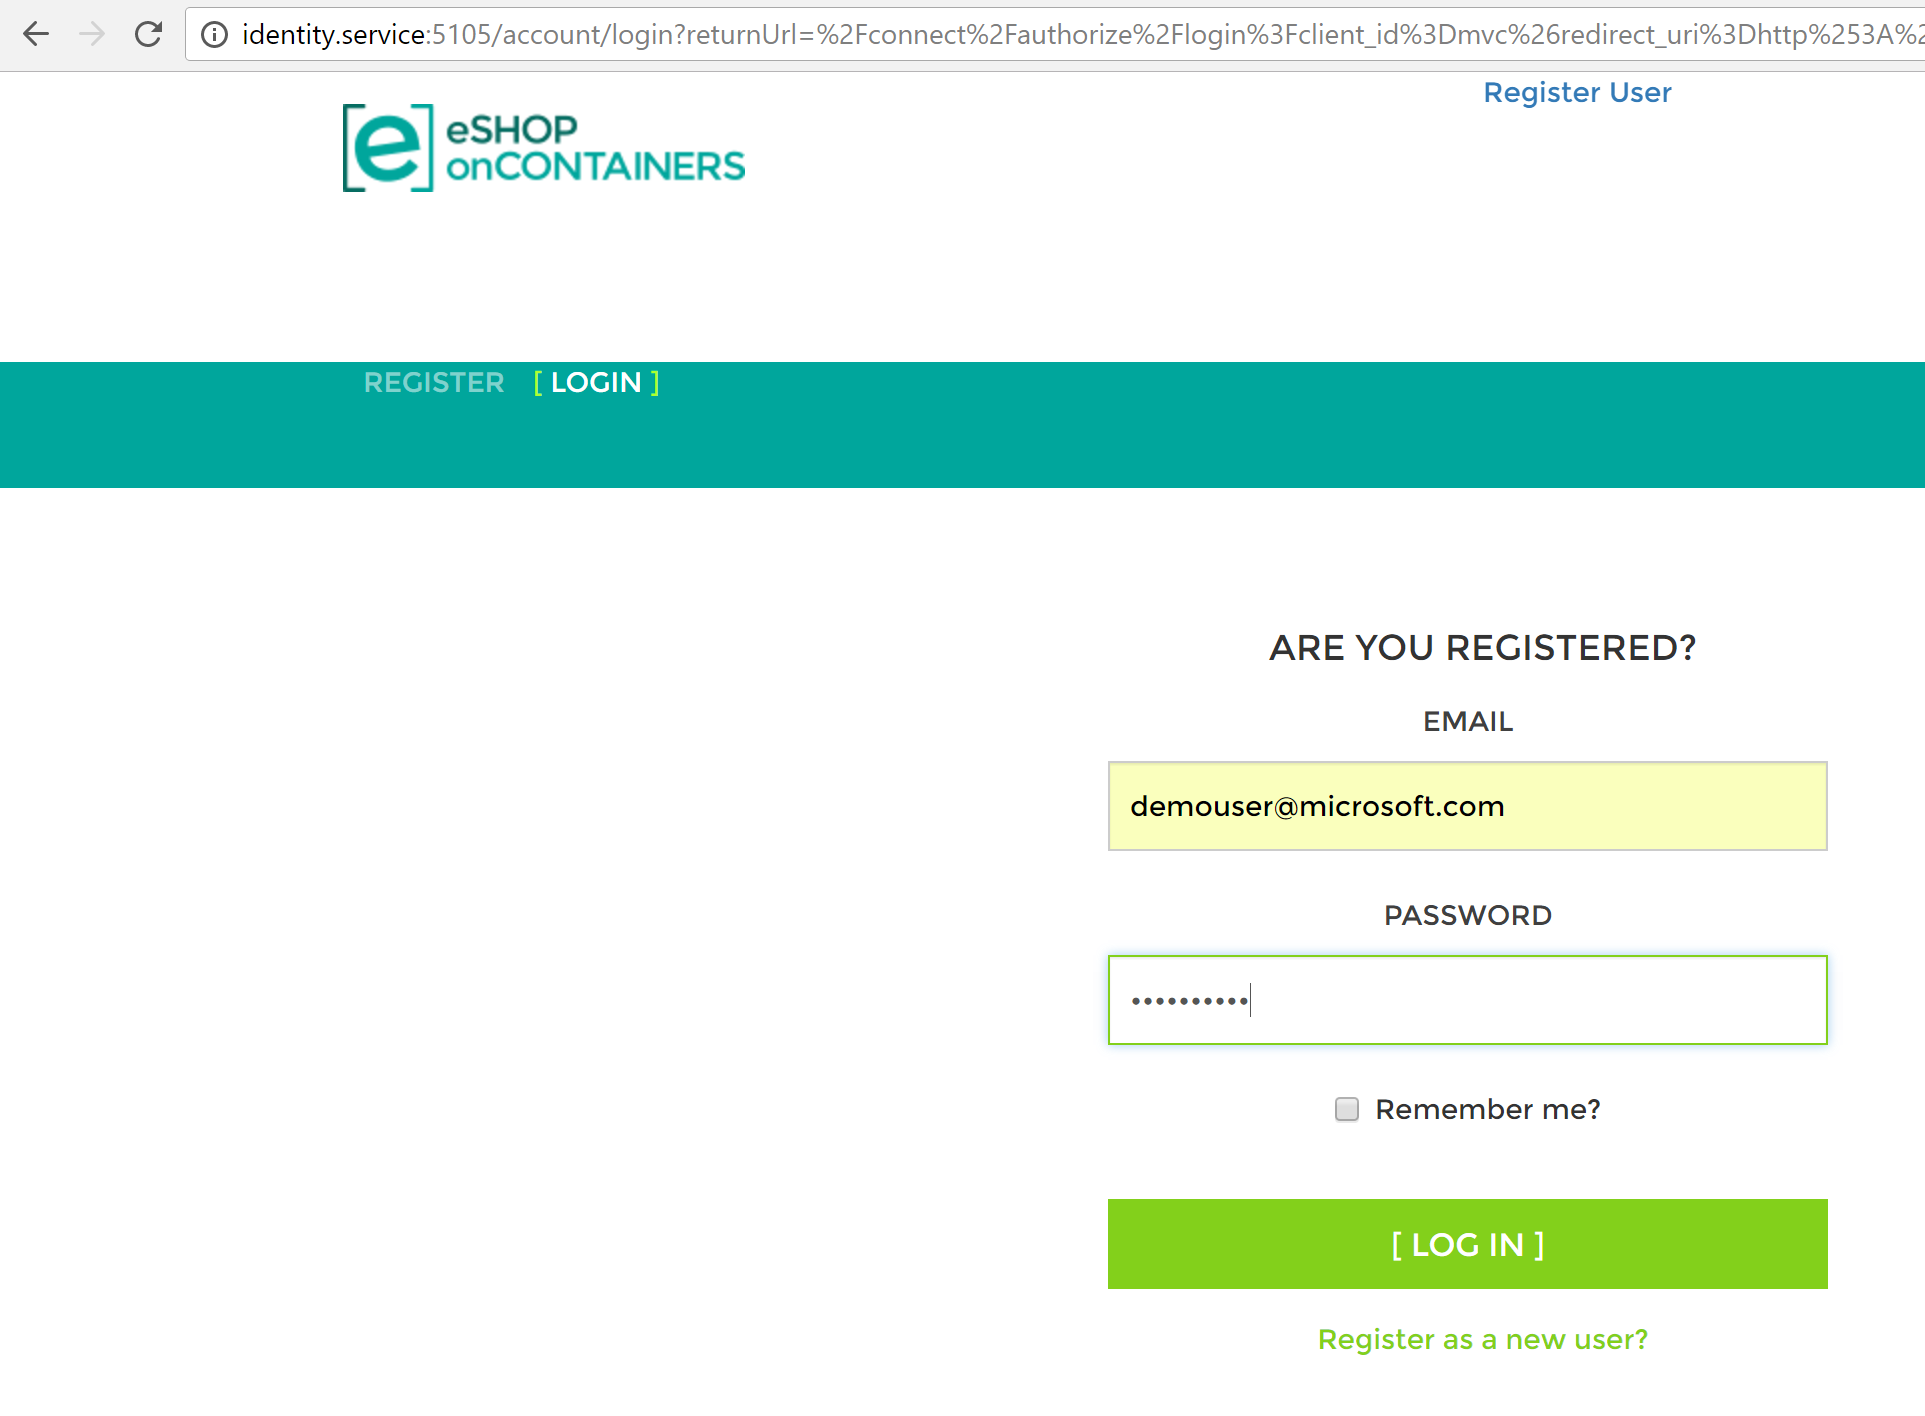 identity.service:5105/account/login?returnUrl=%2Fconnect%2Fauthorize%2Flogin%3Fclient_id%3Dmvc%26redirect_uri%3Dhttp%253A%2
Register User
[e] eSHOP
onCONTAINERS
REGISTER [ LOGIN ]
ARE YOU REGISTERED?
EMAIL
demouser@microsoft.com
PASSWORD
••••••••••
Remember me?
[ LOG IN ]
Register as a new user?